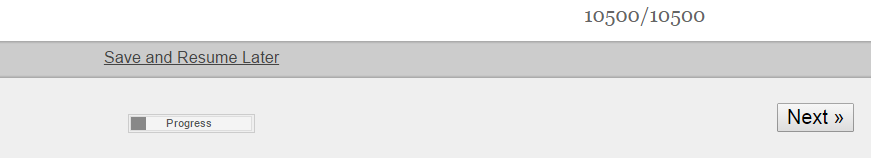 10500/10500
Save and Resume Later
Progress
Next »